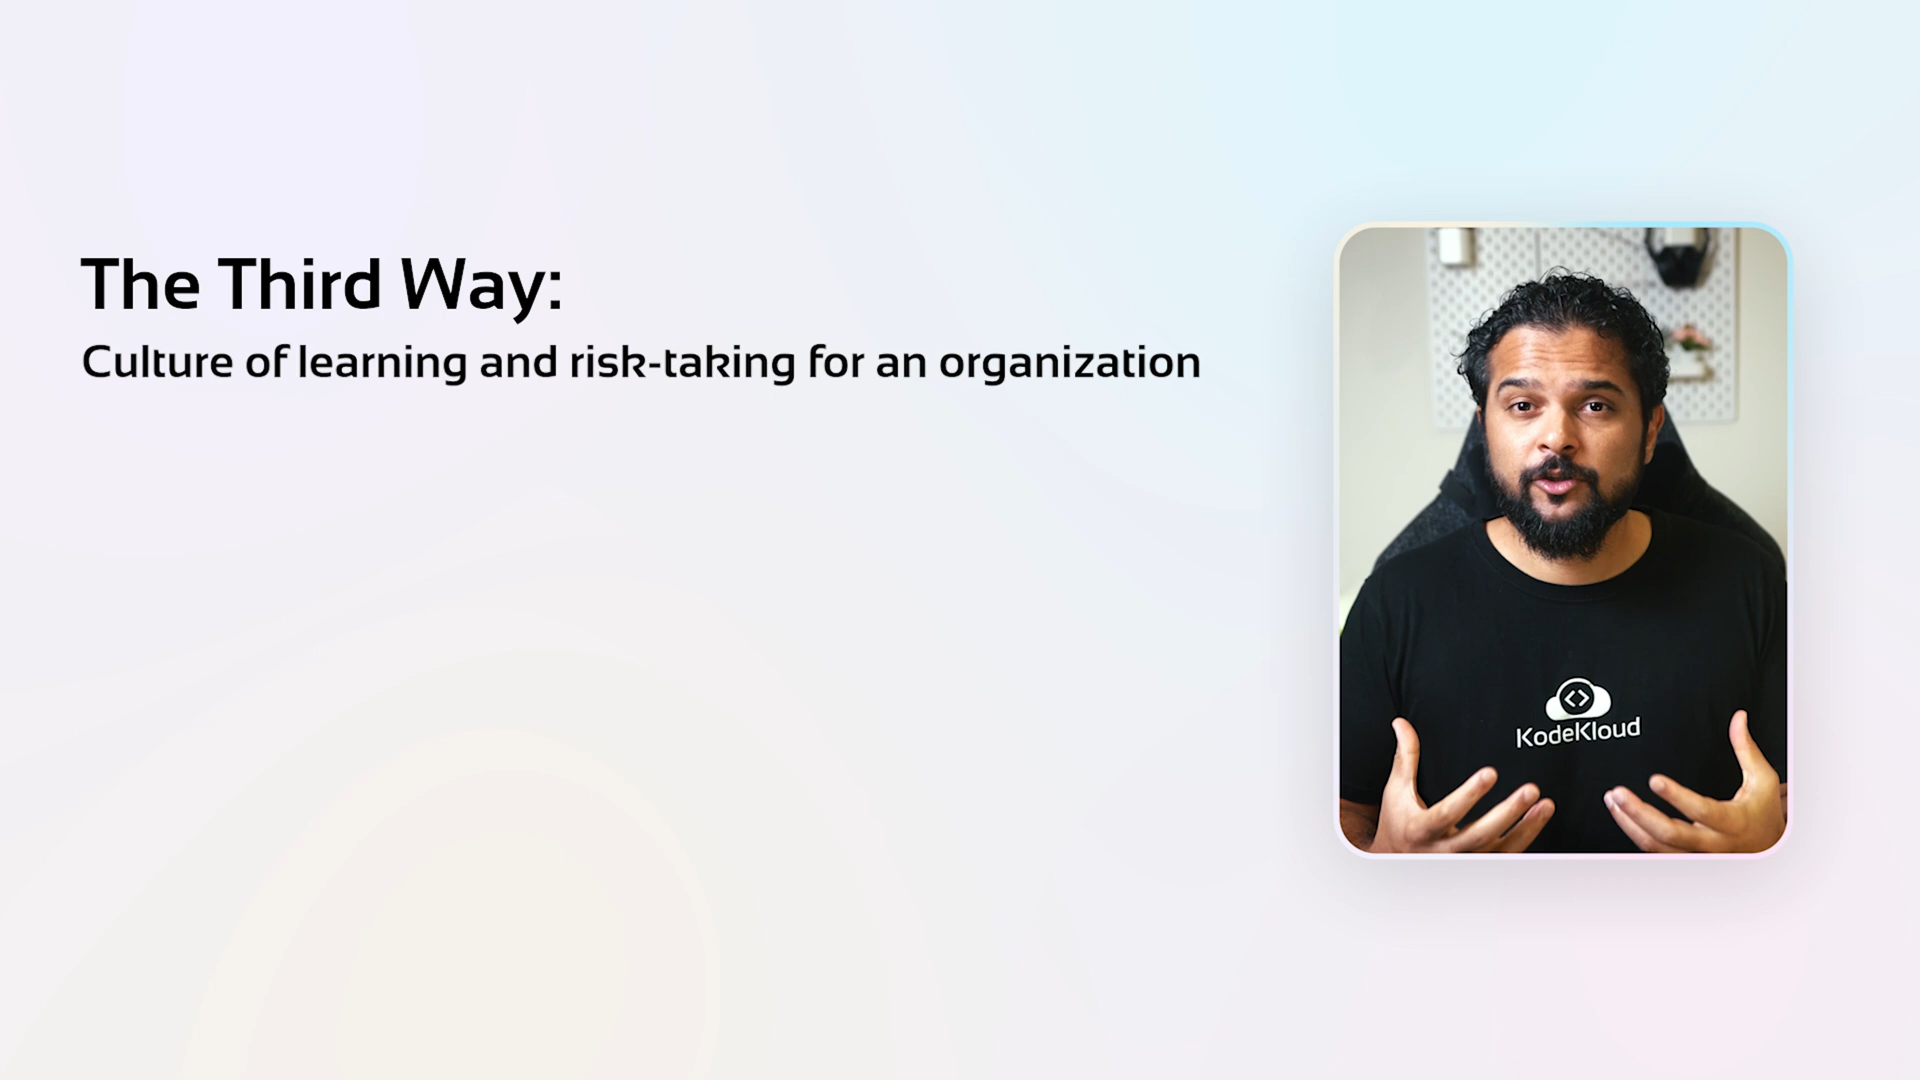 The Third Way:
Culture of learning and risk-taking for an organization
KodeKloud